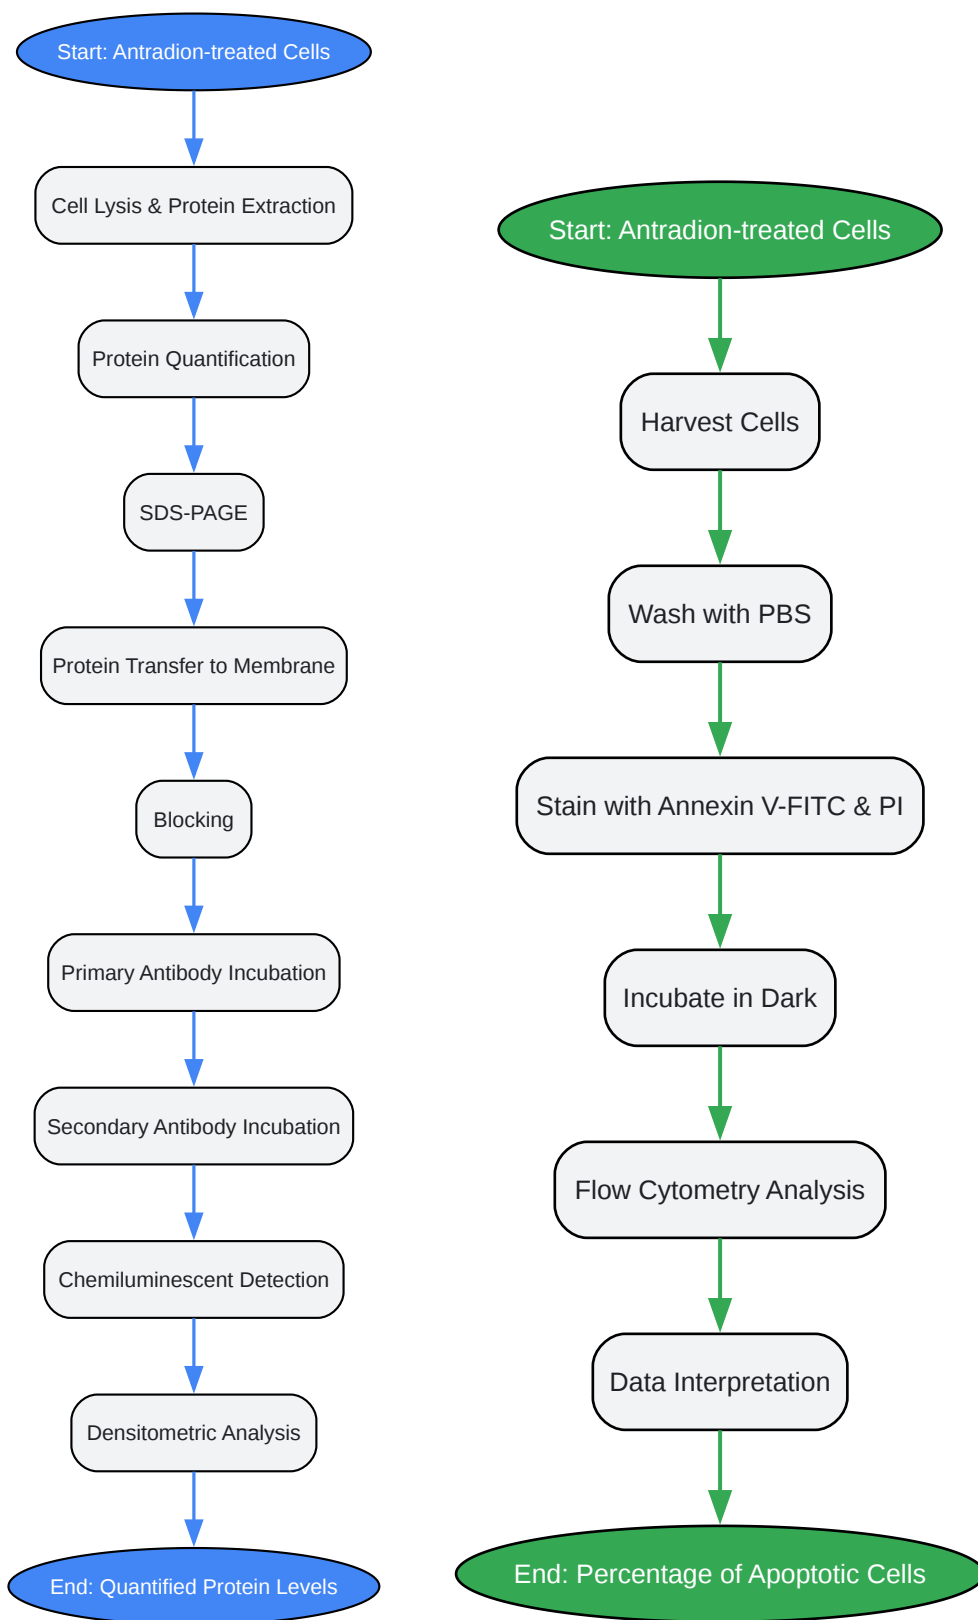 Start: Antradion-treated Cells
Cell Lysis & Protein Extraction
Protein Quantification
SDS-PAGE
Protein Transfer to Membrane
Blocking
Primary Antibody Incubation
Secondary Antibody Incubation
Chemiluminescent Detection
Densitometric Analysis
End: Quantified Protein Levels
Start: Antradion-treated Cells
Harvest Cells
Wash with PBS
Stain with Annexin V-FITC & PI
Incubate in Dark
Flow Cytometry Analysis
Data Interpretation
End: Percentage of Apoptotic Cells